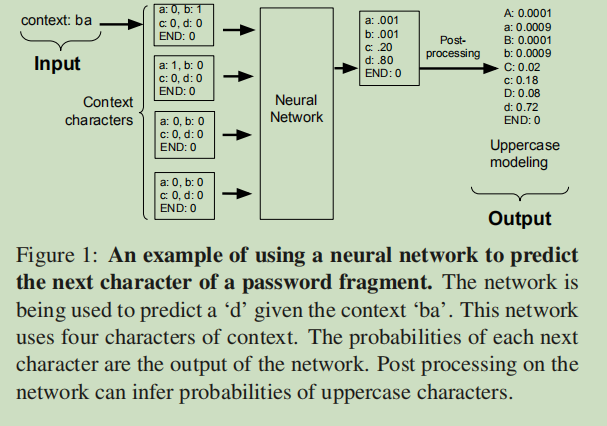 context: ba
Input
Context
characters
a: 0, b: 1
c: 0, d: 0
END: 0
a: 1, b: 0
c: 0, d: 0
END: 0
a: 0, b: 0
c: 0, d: 0
END: 0
a: 0, b: 0
c: 0, d: 0
END: 0
Neural
Network
a: .001
b: .001
c: .20
d: .80
END: 0
Post-
processing
A: 0.0001
a: 0.0009
B: 0.0001
b: 0.0009
C: 0.02
c: 0.18
D: 0.08
d: 0.72
END: 0
Uppercase
modeling
Output
Figure 1: An example of using a neural network to predict
the next character of a password fragment. The network is
being used to predict a ‘d’ given the context ‘ba’. This network
uses four characters of context. The probabilities of each next
character are the output of the network. Post processing on the
network can infer probabilities of uppercase characters.